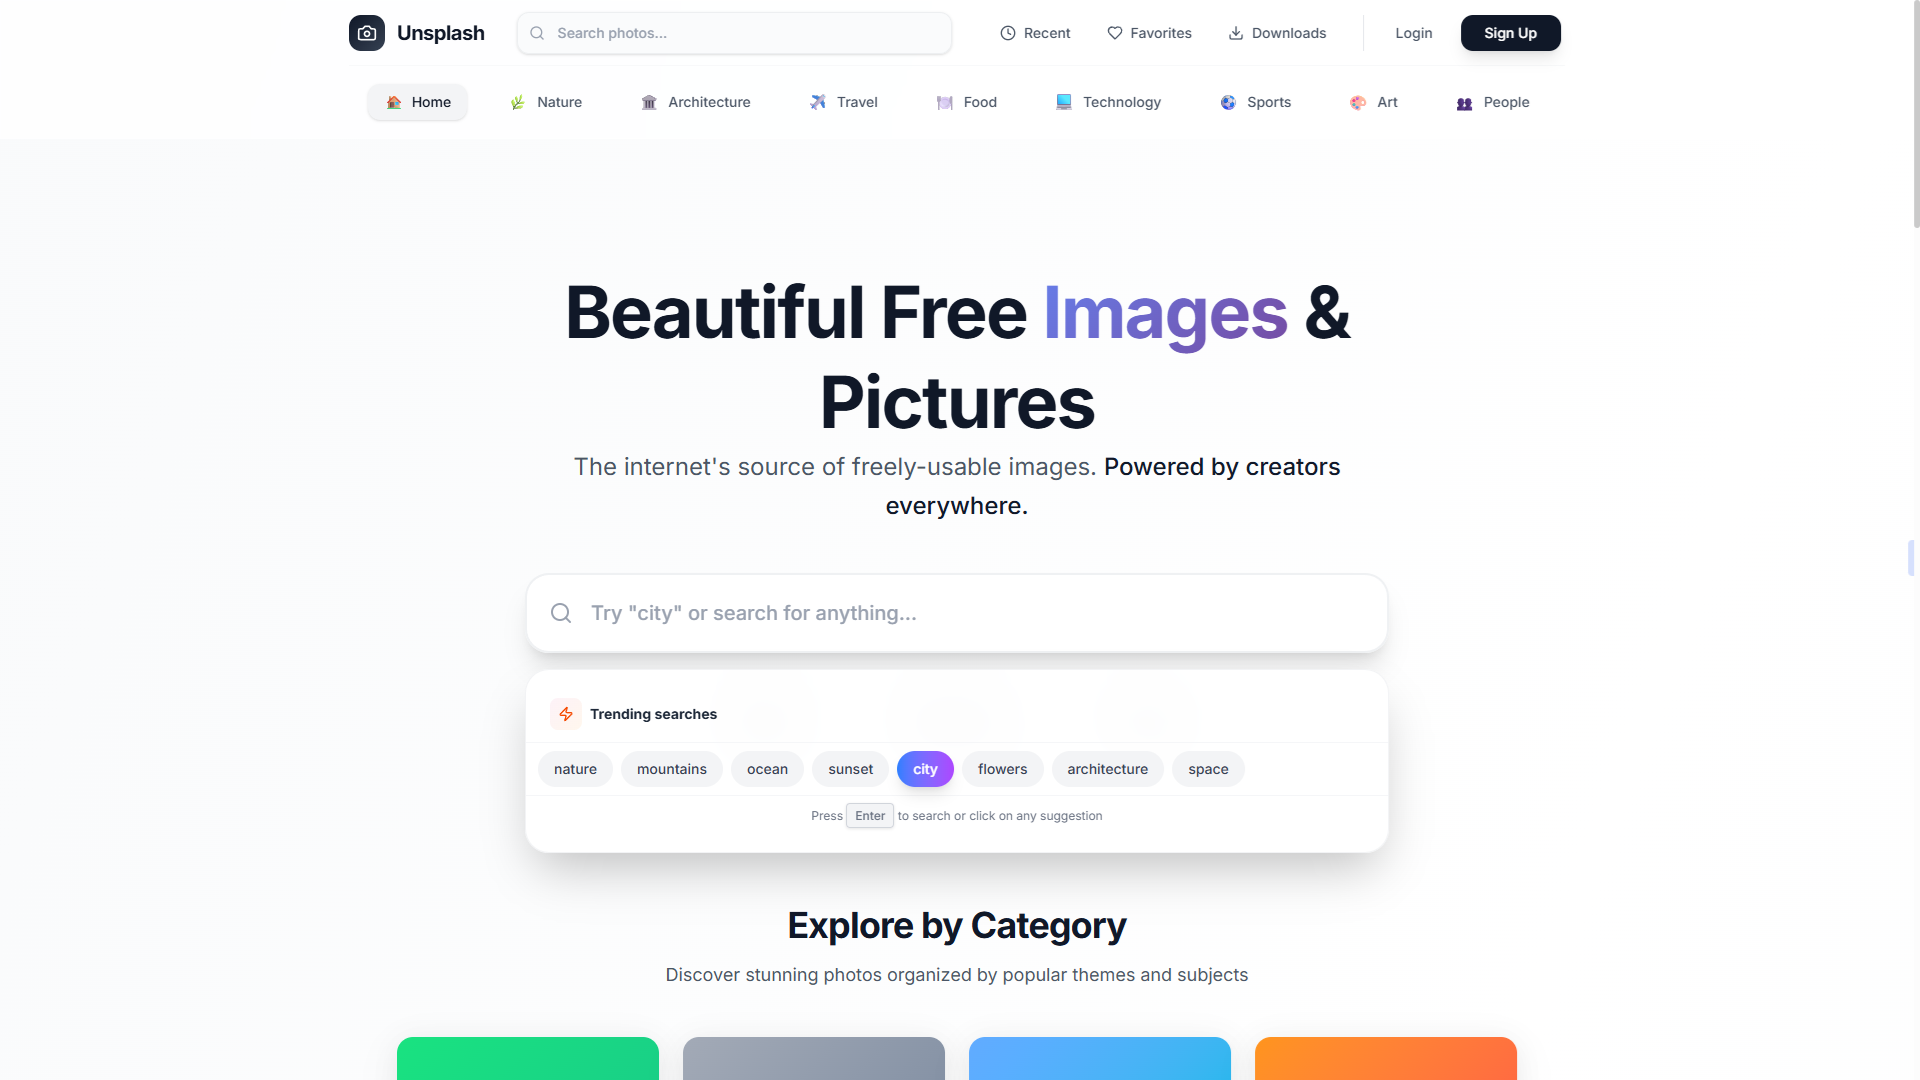 Unsplash
Search photos...
Recent
Favorites
Downloads
Login
Sign Up
Home
Nature
Architecture
Travel
Food
Technology
Sports
Art
People
Beautiful Free Images &
Pictures
The internet's source of freely-usable images. Powered by creators
everywhere.
Try "city" or search for anything...
Trending searches
nature
mountains
ocean
sunset
city
flowers
architecture
space
Press Enter to search or click on any suggestion
Explore by Category
Discover stunning photos organized by popular themes and subjects